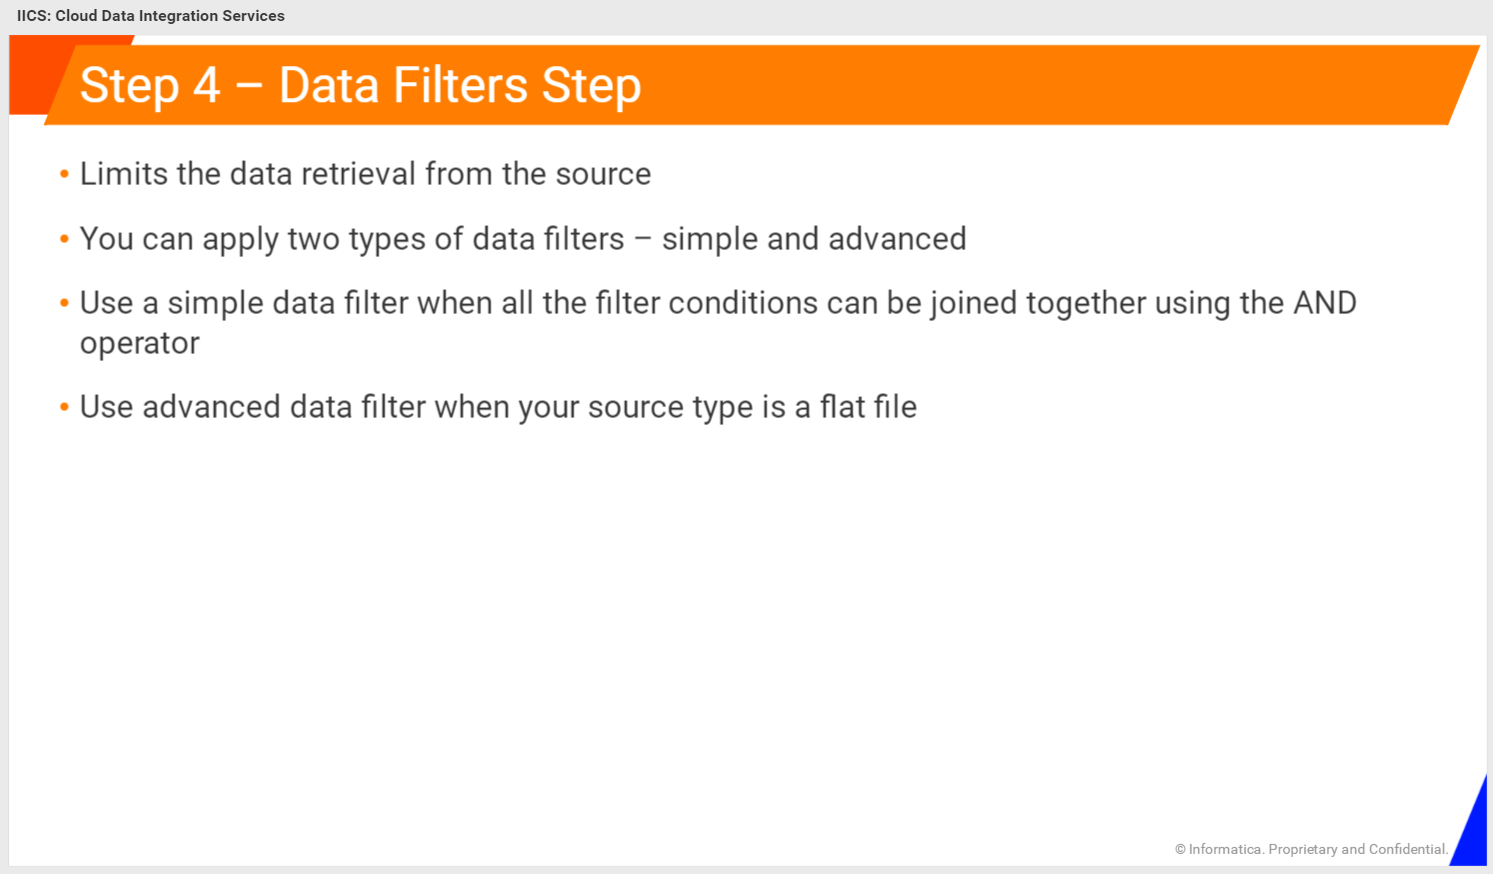 IICS: Cloud Data Integration Services
Step 4 – Data Filters Step
• Limits the data retrieval from the source
• You can apply two types of data filters – simple and advanced
• Use a simple data filter when all the filter conditions can be joined together using the AND
operator
• Use advanced data filter when your source type is a flat file
© Informatica. Proprietary and Confidential.